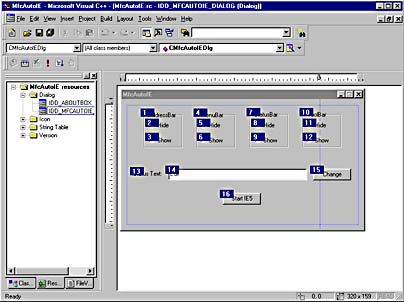 MfcAutoIE - Microsoft Visual C++ - [MfcAutoIE.rc - IDD_MFCAUTOIE_DIALOG (Dialog)]
File Edit View Insert Project Build Layout Tools Window Help
CMfcAutoIEDlg (All class members) CMfcAutoIEDlg
MfcAutoIE resources
Dialog
IDD_ABOUTBOX
IDD_MFCAUTOIE_
Icon
String Table
Version
MfcAutoIE
1 dressBar 4 nuBar 7 atusBar 10 olBar
2 Hide 5 Hide 8 Hide 11 Hide
3 Show 6 Show 9 Show 12 Show
13 us Text: 14 15 Change
16 Start IE5
Clas... Res... FileV...
Ready 0, 0 320 x 159 READ